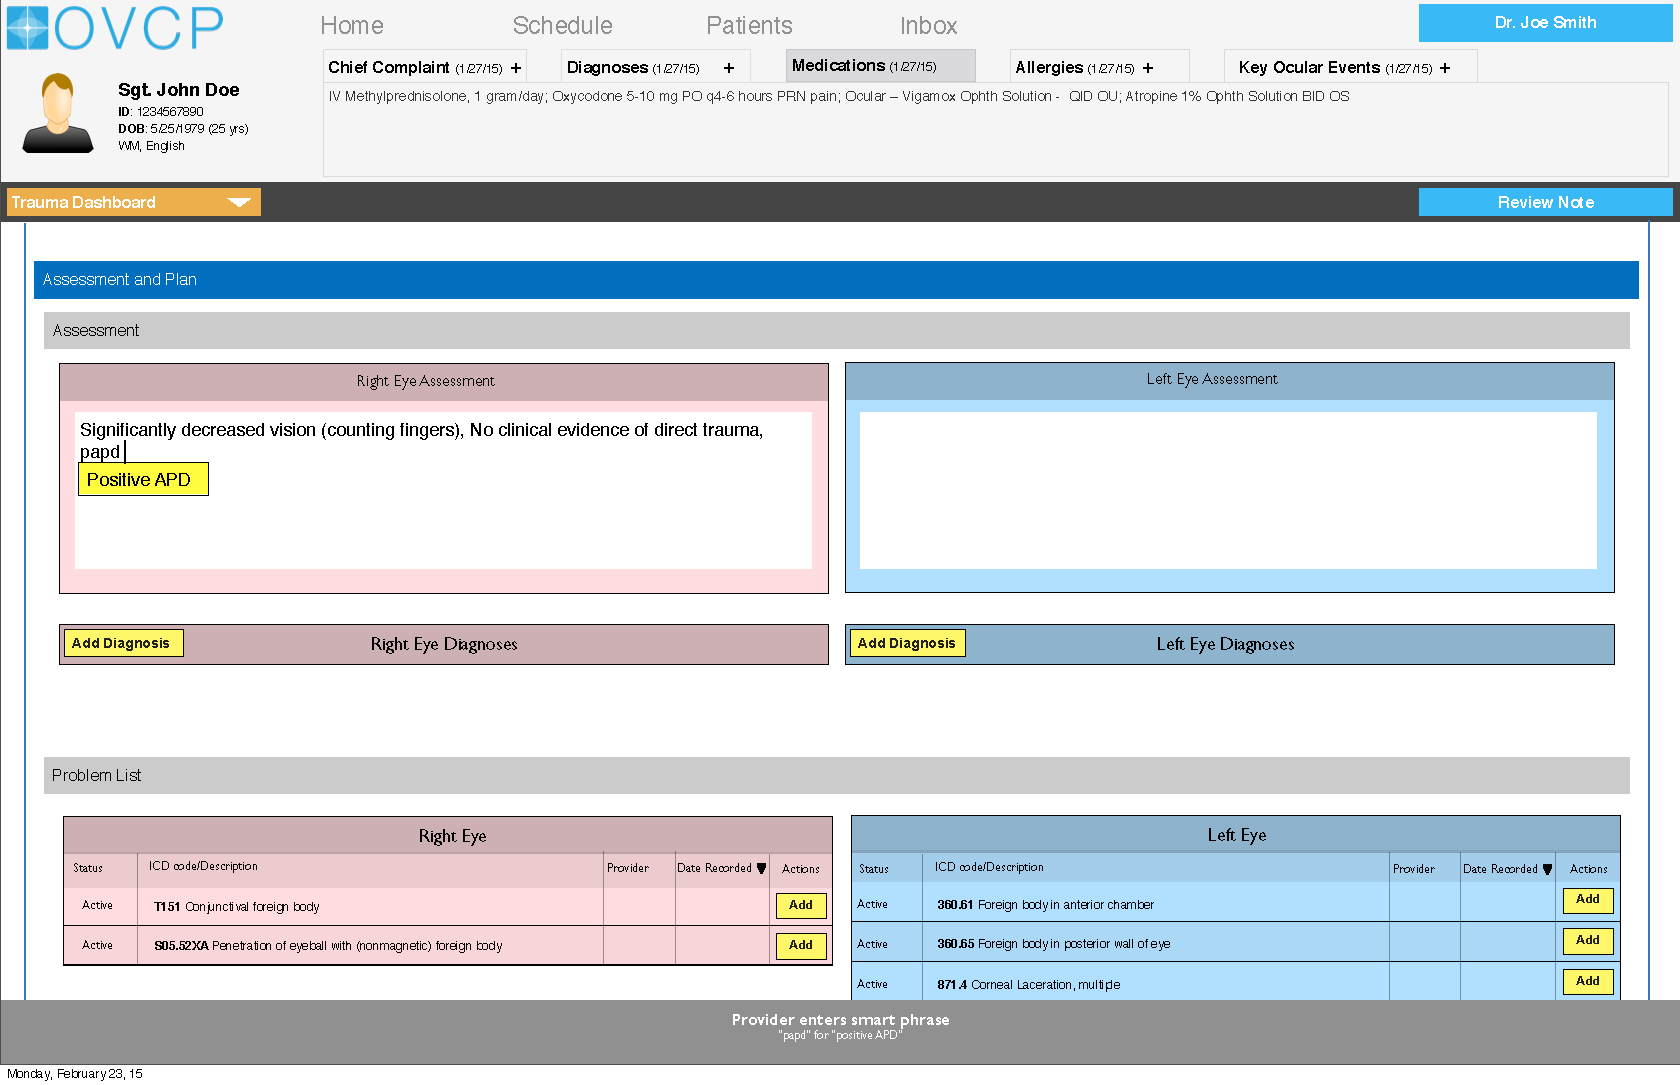 OVCP
Home Schedule Patients Inbox
Dr. Joe Smith
Chief Complaint (1/27/15) + Diagnoses (1/27/15) + Medications (1/27/15) Allergies (1/27/15) + Key Ocular Events (1/27/15) +
Sgt. John Doe
ID: 1234567890
DOB: 5/25/1979 (25 yrs)
WM, English
IV Methylprednisolone, 1 gram/day; Oxycodone 5-10 mg PO q4-6 hours PRN pain; Ocular – Vigamox Ophth Solution - QID OU; Atropine 1% Ophth Solution BID OS
Trauma Dashboard
Review Note
Assessment and Plan
Assessment
Right Eye Assessment
Significantly decreased vision (counting fingers), No clinical evidence of direct trauma,
papd
Positive APD
Left Eye Assessment
Add Diagnosis Right Eye Diagnoses
Add Diagnosis Left Eye Diagnoses
Problem List
Right Eye
Status ICD code/Description Provider Date Recorded ▼ Actions
Active T151 Conjunctival foreign body Add
Active S05.52XA Penetration of eyeball with (nonmagnetic) foreign body Add
Left Eye
Status ICD code/Description Provider Date Recorded ▼ Actions
Active 360.61 Foreign body in anterior chamber Add
Active 360.65 Foreign body in posterior wall of eye Add
Active 871.4 Corneal Laceration, multiple Add
Provider enters smart phrase
"papd" for "positive APD"
Monday, February 23, 15